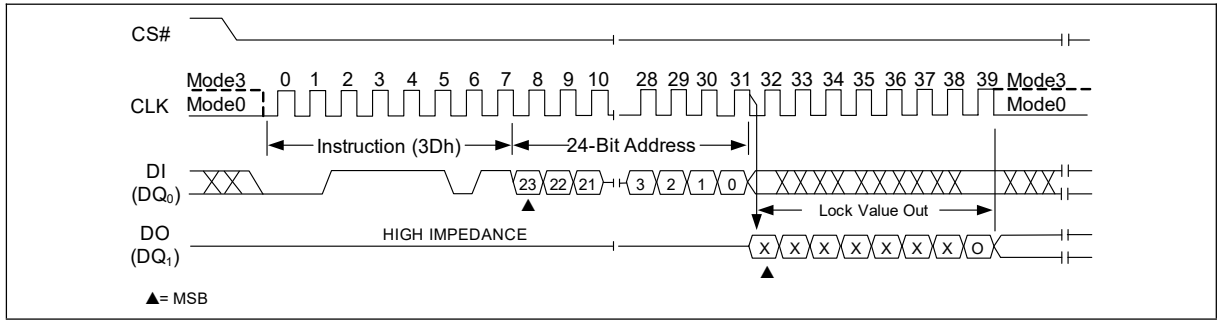 CS#
Mode3 0 1 2 3 4 5 6 7 8 9 10 28 29 30 31 32 33 34 35 36 37 38 39 Mode3
CLK Mode0 Mode0
Instruction (3Dh) 24-Bit Address
DI
(DQ0) 23 22 21 3 2 1 0
Lock Value Out
DO HIGH IMPEDANCE
(DQ1) X X X X X X X O
▲= MSB